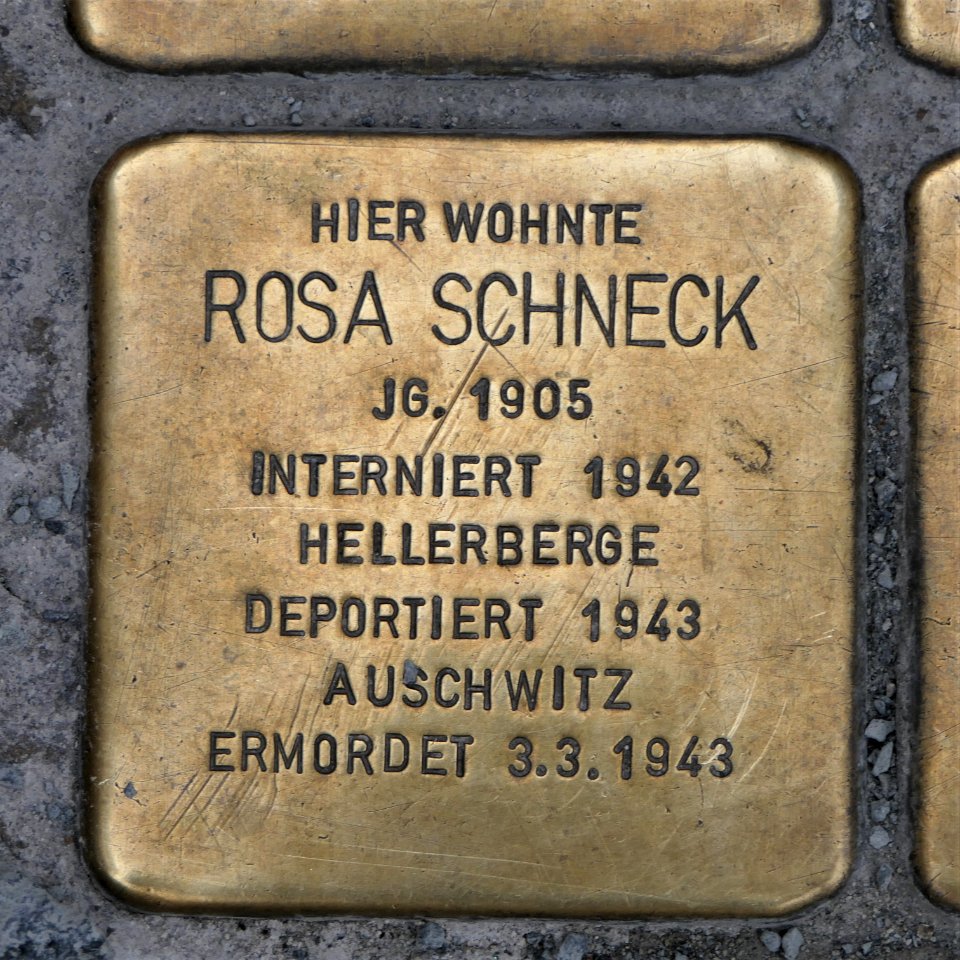 HIER WOHNTE
ROSA SCHNECK
JG. 1905
INTERNIERT 1942
HELLERBERGE
DEPORTIERT 1943
AUSCHWITZ
ERMORDET 3.3.1943